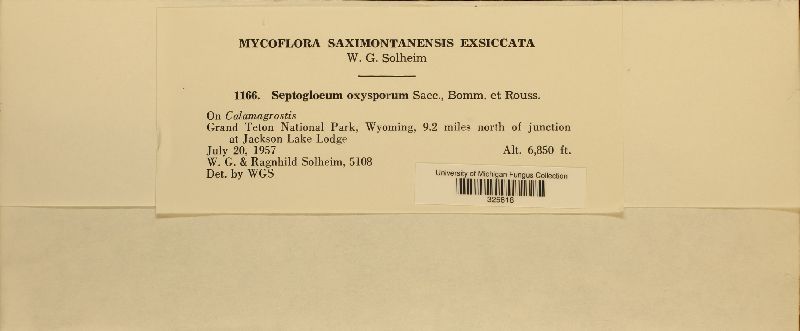 MYCOFLORA SAXIMONTANENSIS EXSICCATA
W. G. Solheim
1166. Septogloeum oxysporum Sacc., Bomm. et Rouss.
On Calamagrostis
Grand Teton National Park, Wyoming, 9.2 miles north of junction
at Jackson Lake Lodge
July 20, 1957 Alt. 6,850 ft.
W. G. & Ragnhild Solheim, 5108
Det. by WGS
University of Michigan Fungus Collection
325818